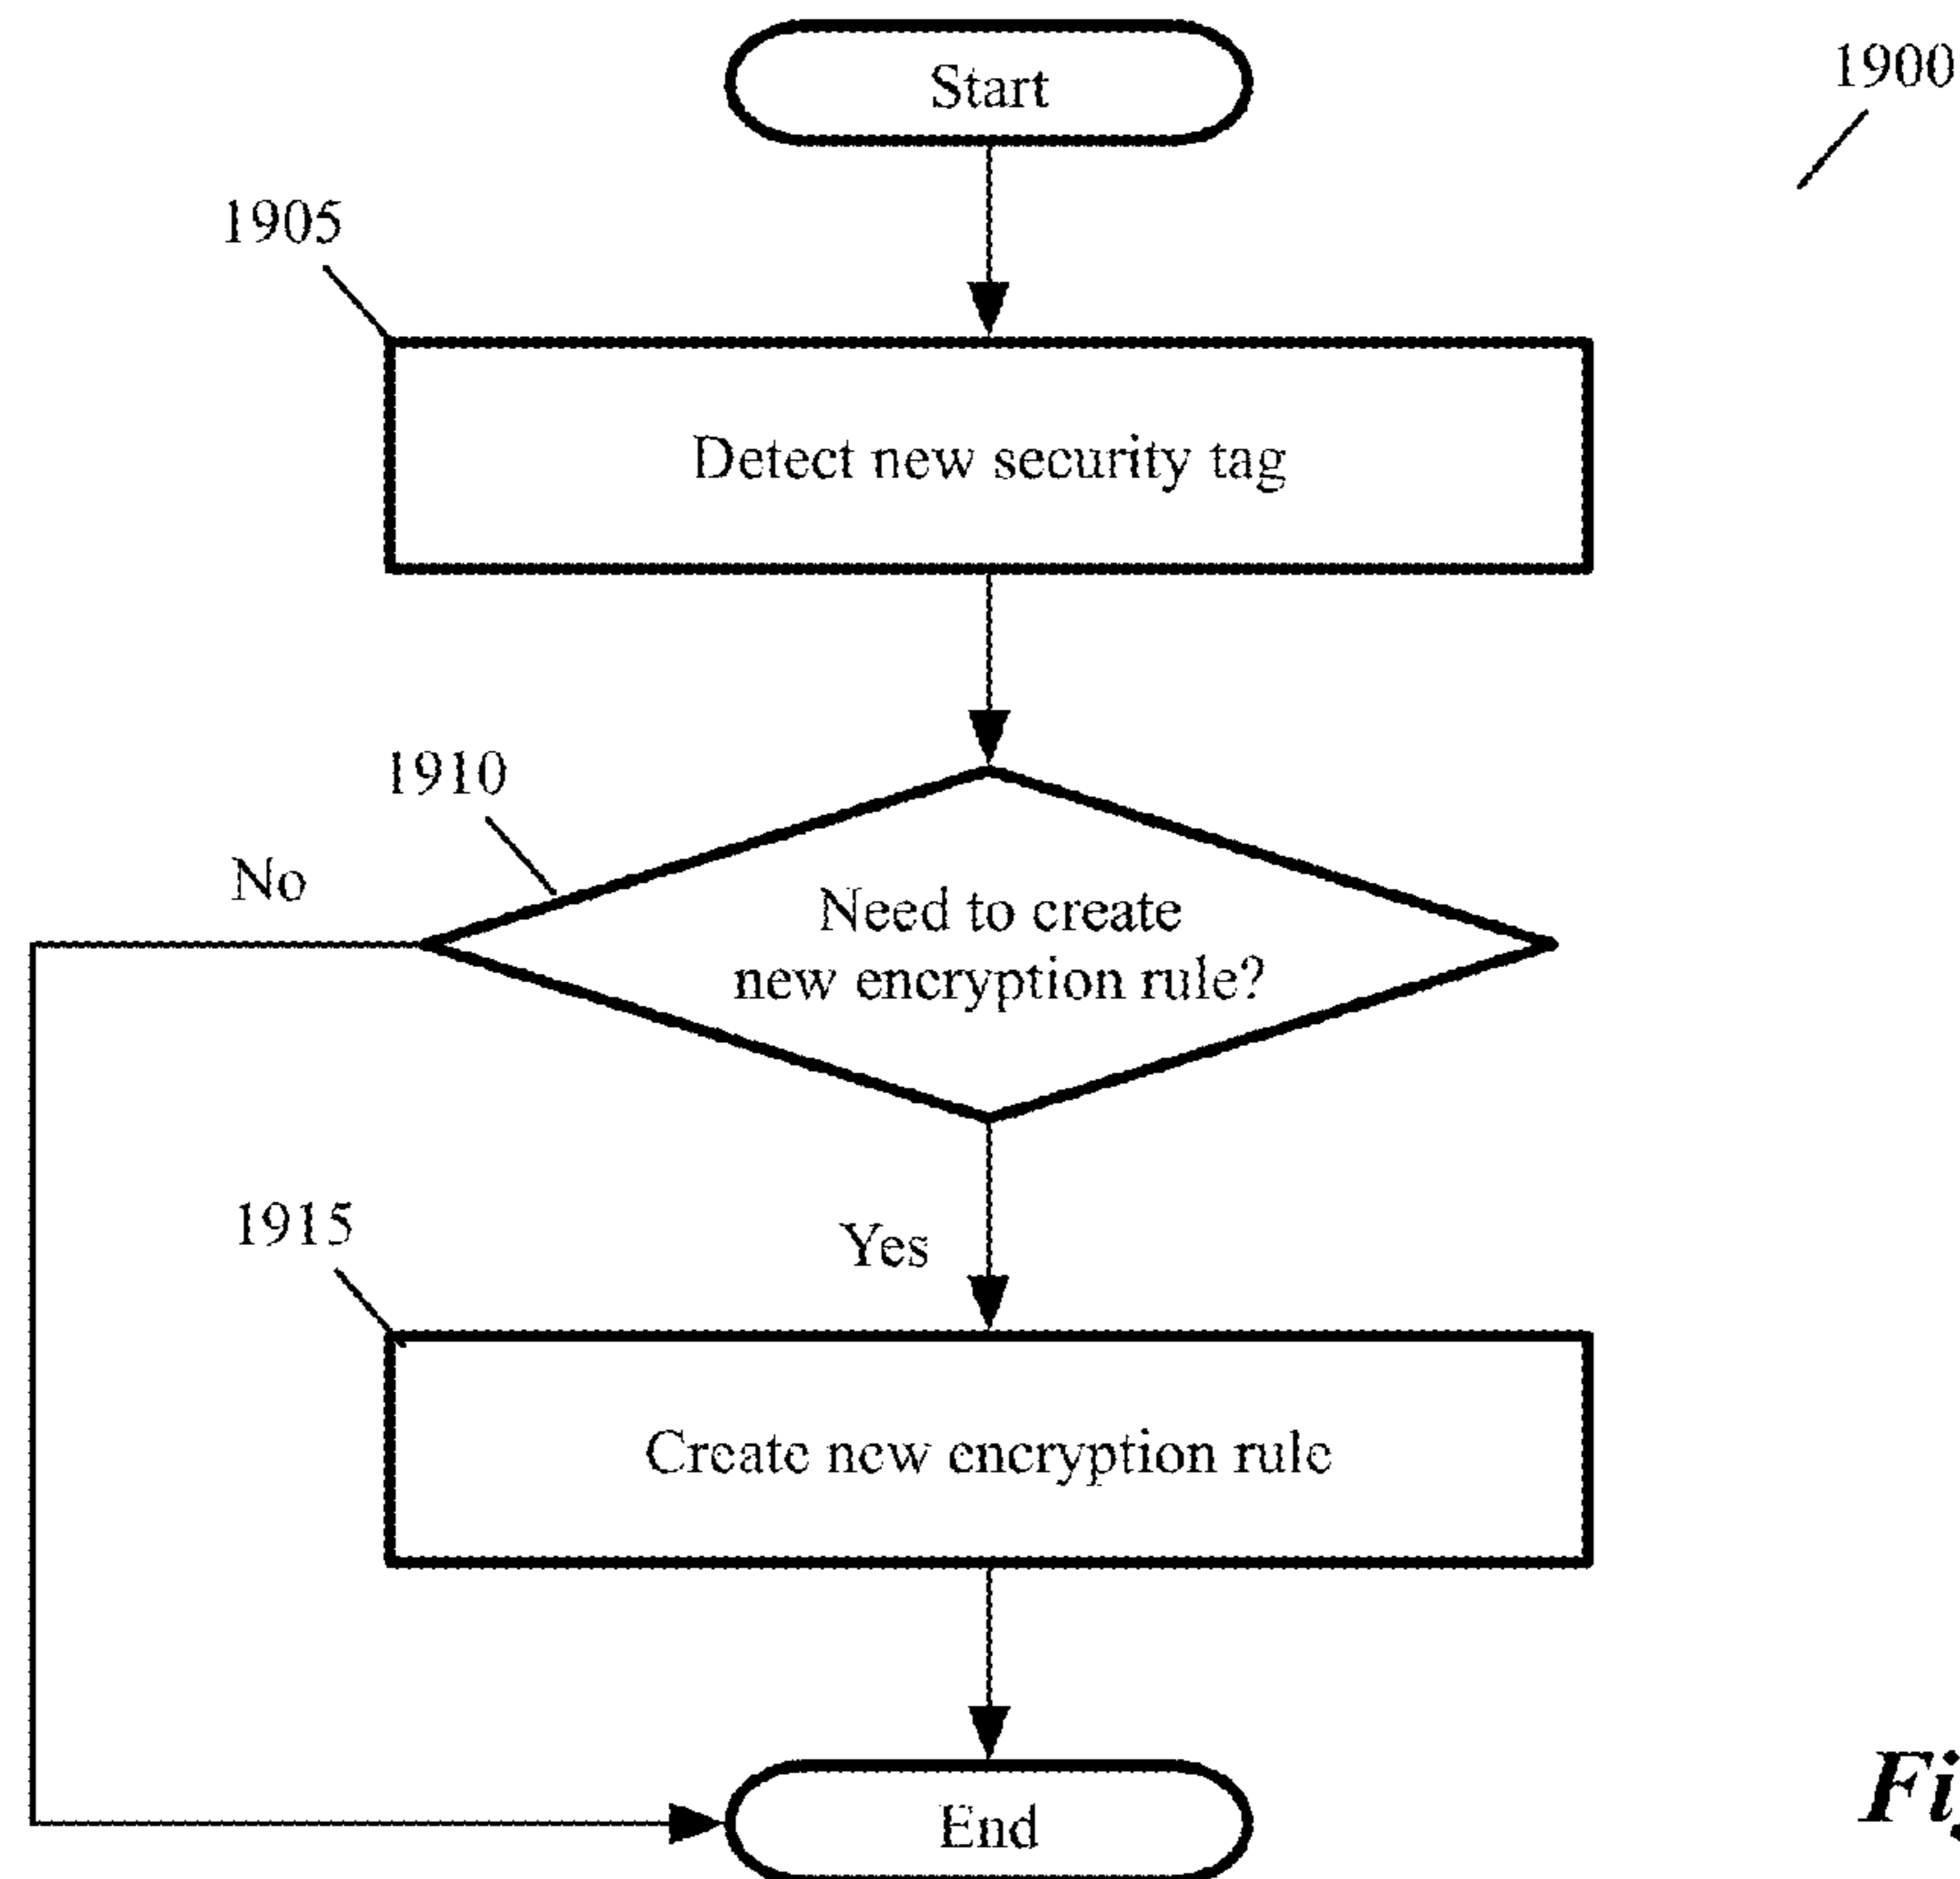 Start
1900
1905
Detect new security tag
1910
No
Need to create
new encryption rule?
Yes
1915
Create new encryption rule
End